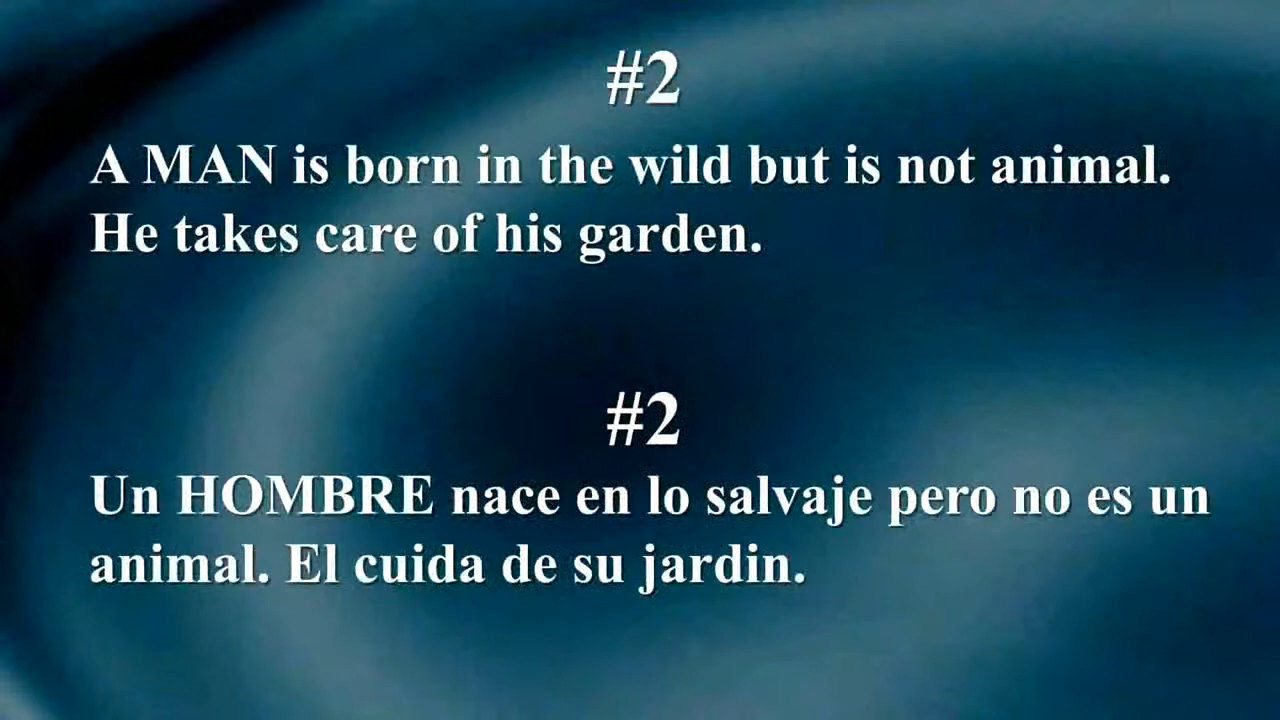 #2
A MAN is born in the wild but is not animal.
He takes care of his garden.
#2
Un HOMBRE nace en lo salvaje pero no es un
animal. El cuida de su jardin.